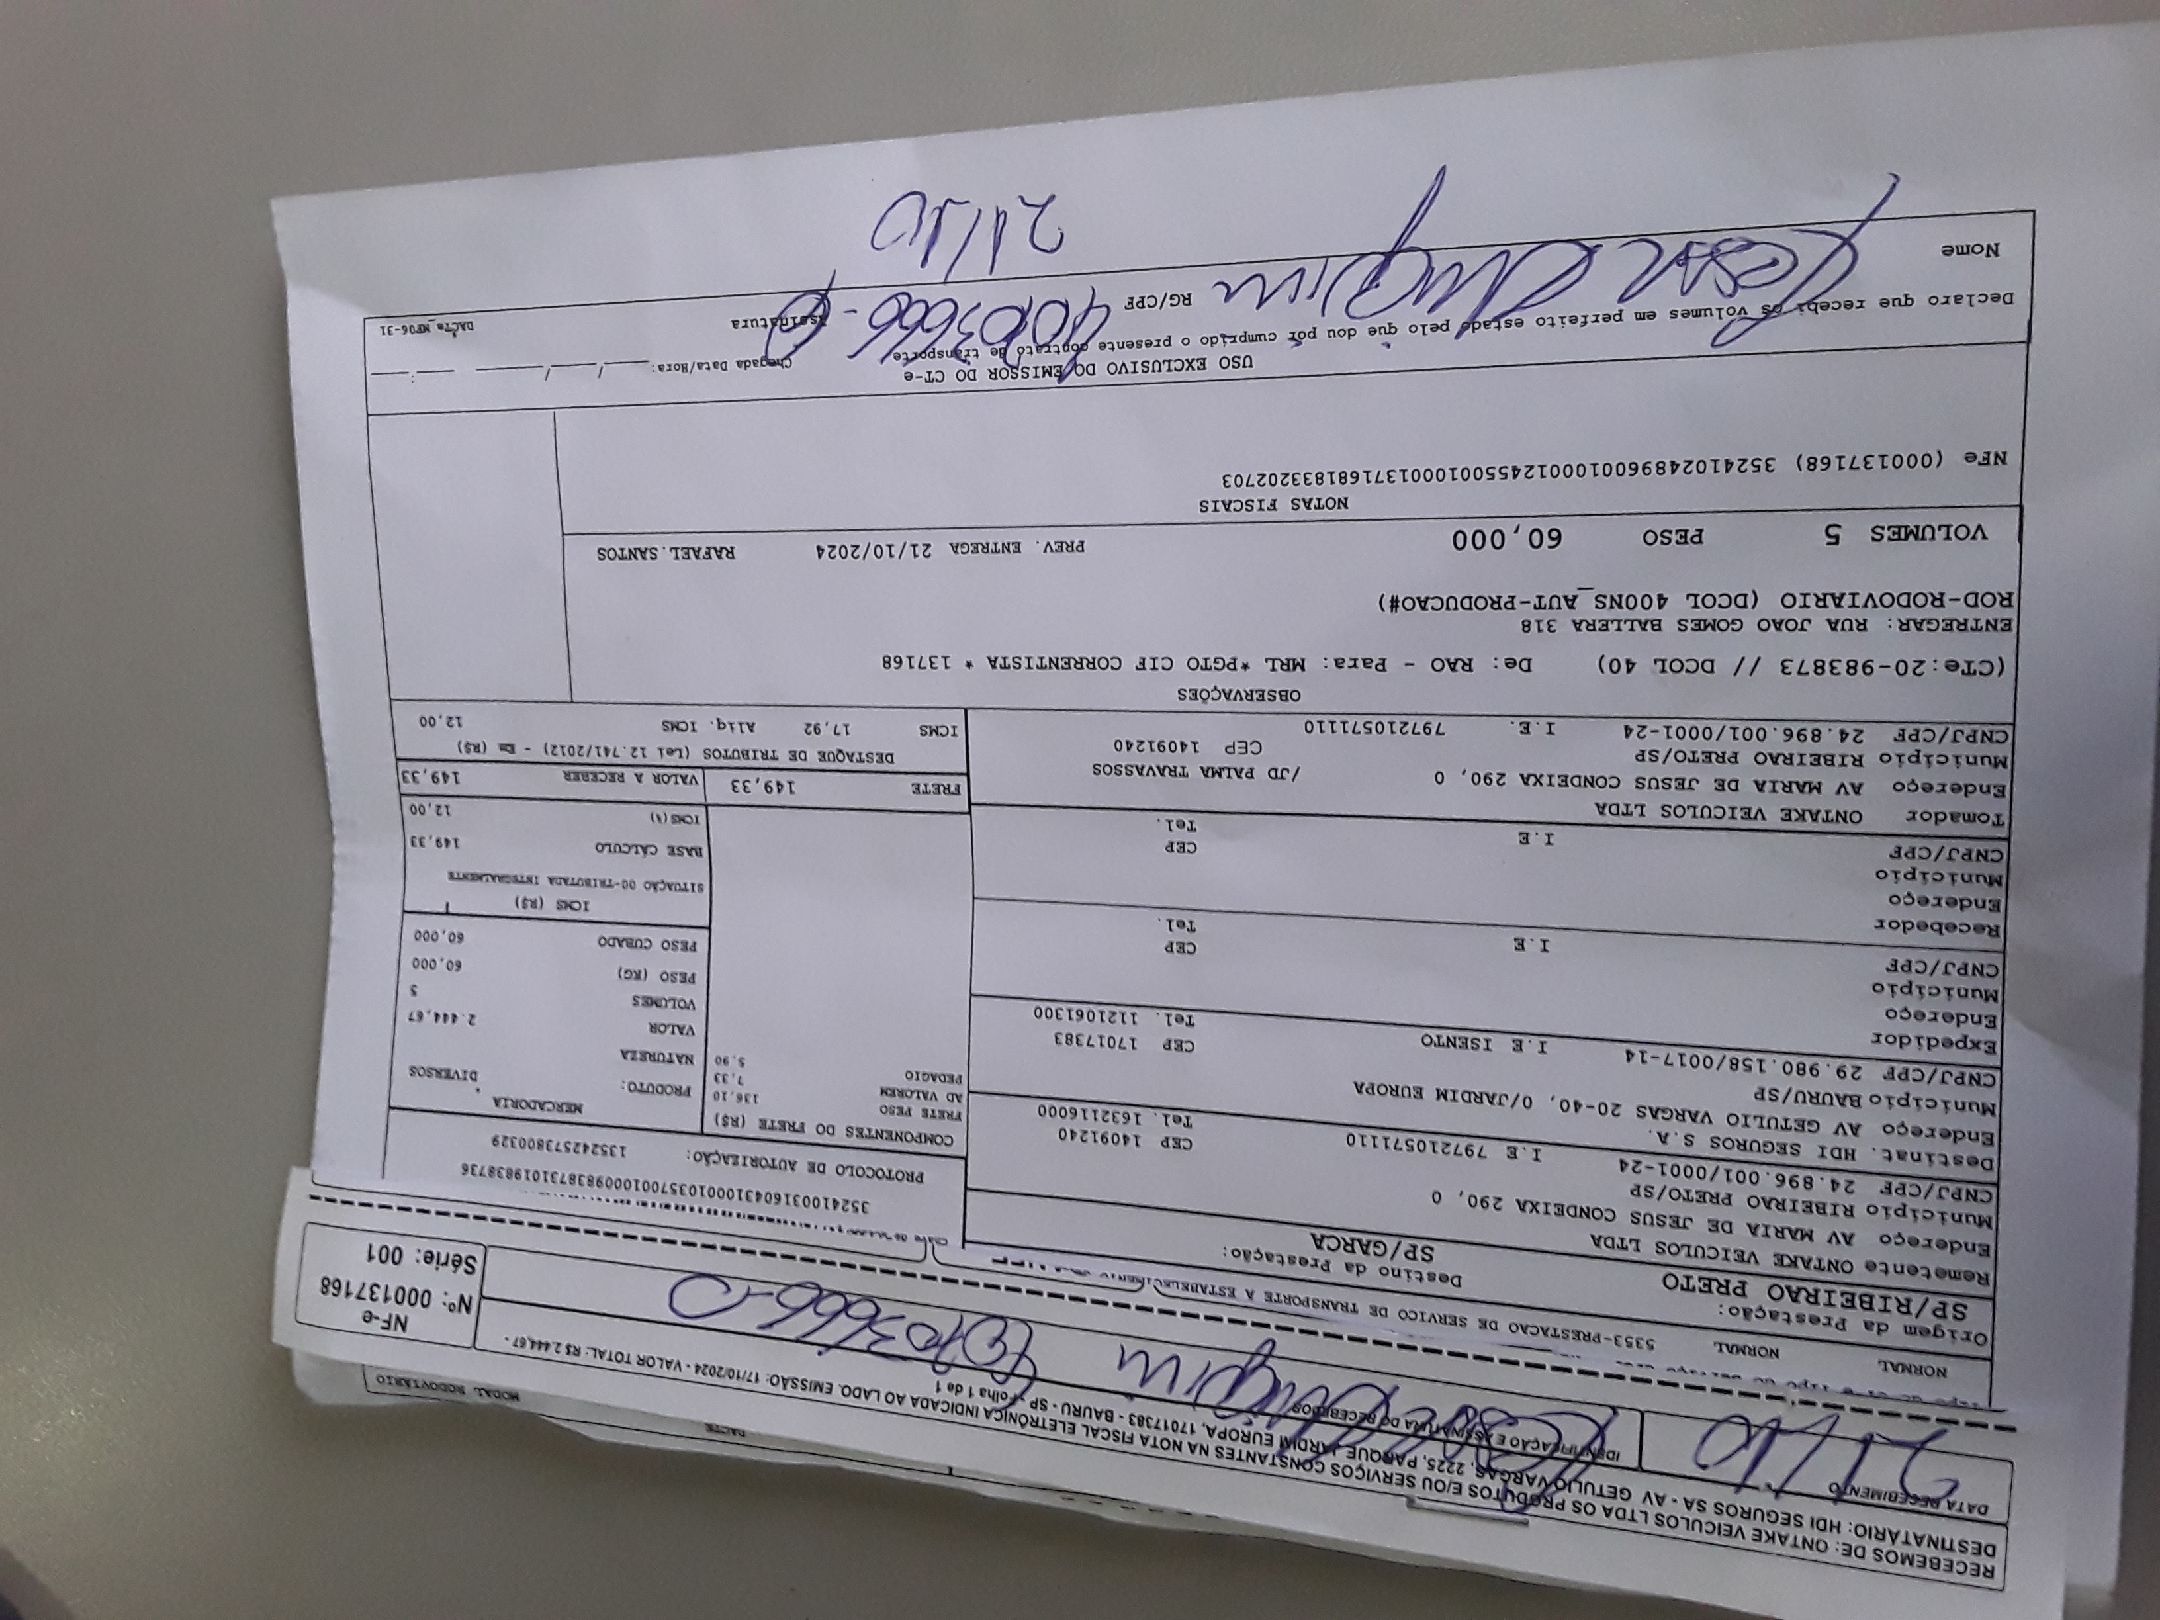 RECEBEMOS DE: ONTAKE VEICULOS LTDA OS PRODUTOS E/OU SERVIÇOS CONSTANTES NA NOTA FISCAL ELETRÔNICA INDICADA AO LADO. EMISSÃO: 17/10/2024 - VALOR TOTAL: R$ 2.444,67 -
DESTINATÁRIO: HDI SEGUROS SA - AV GETULIO VARGAS, 2225, PARQUE JARDIM EUROPA, 17017383 - BAURU - SP - Folha 1 de 1
DATA RECEBIMENTO
21/10
IDENTIFICAÇÃO E ASSINATURA DO RECEBEDOR
NF-e
Nº: 000137168
Série: 001
DACTE
MODAL RODOVIÁRIO
NORMAL NORMAL 5353-PRESTACAO DE SERVICO DE TRANSPORTE A ESTABELECIMENTO
Origem da Prestação: Destino da Prestação:
SP/RIBEIRAO PRETO SP/GARCA
Remetente ONTAKE VEICULOS LTDA
Endereço AV MARIA DE JESUS CONDEIXA 290, 0
Município RIBEIRAO PRETO/SP CEP 14091240
CNPJ/CPF 24.896.001/0001-24 I.E 797210571110 Tel. 1632116000
Destinat. HDI SEGUROS S.A.
Endereço AV GETULIO VARGAS 20-40, 0/JARDIM EUROPA
Município BAURU/SP CEP 17017383
CNPJ/CPF 29.980.158/0017-14 I.E ISENTO Tel. 1121061300
Expedidor
Endereço
Município CEP
CNPJ/CPF I.E Tel
Recebedor
Endereço
Município CEP
CNPJ/CPF I.E Tel.
Tomador ONTAKE VEICULOS LTDA
Endereço AV MARIA DE JESUS CONDEIXA 290, 0 /JD PALMA TRAVASSOS
Município RIBEIRAO PRETO/SP CEP 14091240
CNPJ/CPF 24.896.001/0001-24 I.E. 797210571110
35241003160431000103570010009838731019838736
PROTOCOLO DE AUTORIZAÇÃO: 135242573800329
COMPONENTES DO FRETE (R$)
FRETE PESO 136,10
AD VALOREM 7,33
PEDAGIO 5,90
MERCADORIA
PRODUTO: DIVERSOS
NATUREZA
VALOR 2.444,67
VOLUMES 5
PESO (KG) 60,000
PESO CUBADO 60,000
ICMS (R$)
SITUAÇÃO 00-TRIBUTADA INTEGRALMENTE
BASE CÁLCULO 149,33
ICMS(%) 12,00
FRETE 149,33 VALOR A RECEBER 149,33
DESTAQUE DE TRIBUTOS (Lei 12.741/2012) - Em (R$)
ICMS 17,92 Aliq. ICMS 12,00
OBSERVAÇÕES
(CTe:20-983873 // DCOL 40) De: RAO - Para: MRL *PGTO CIF CORRENTISTA * 137168
ENTREGAR: RUA JOAO GOMES BALLERA 318
ROD-RODOVIARIO (DCOL 400NS_AUT-PRODUCAO#)
VOLUMES 5 PESO 60,000 PREV. ENTREGA 21/10/2024 RAFAEL.SANTOS
NOTAS FISCAIS
NFe (000137168) 35241024896001000124550010001371681833202703
USO EXCLUSIVO DO EMISSOR DO CT-e
Declaro que recebi os volumes em perfeito estado pelo que dou por cumprido o presente contrato de transporte
Chegada Data/Hora: ___/___/___ ___:___
Nome RG/CPF Assinatura
DACTe_MF06-31
21/10